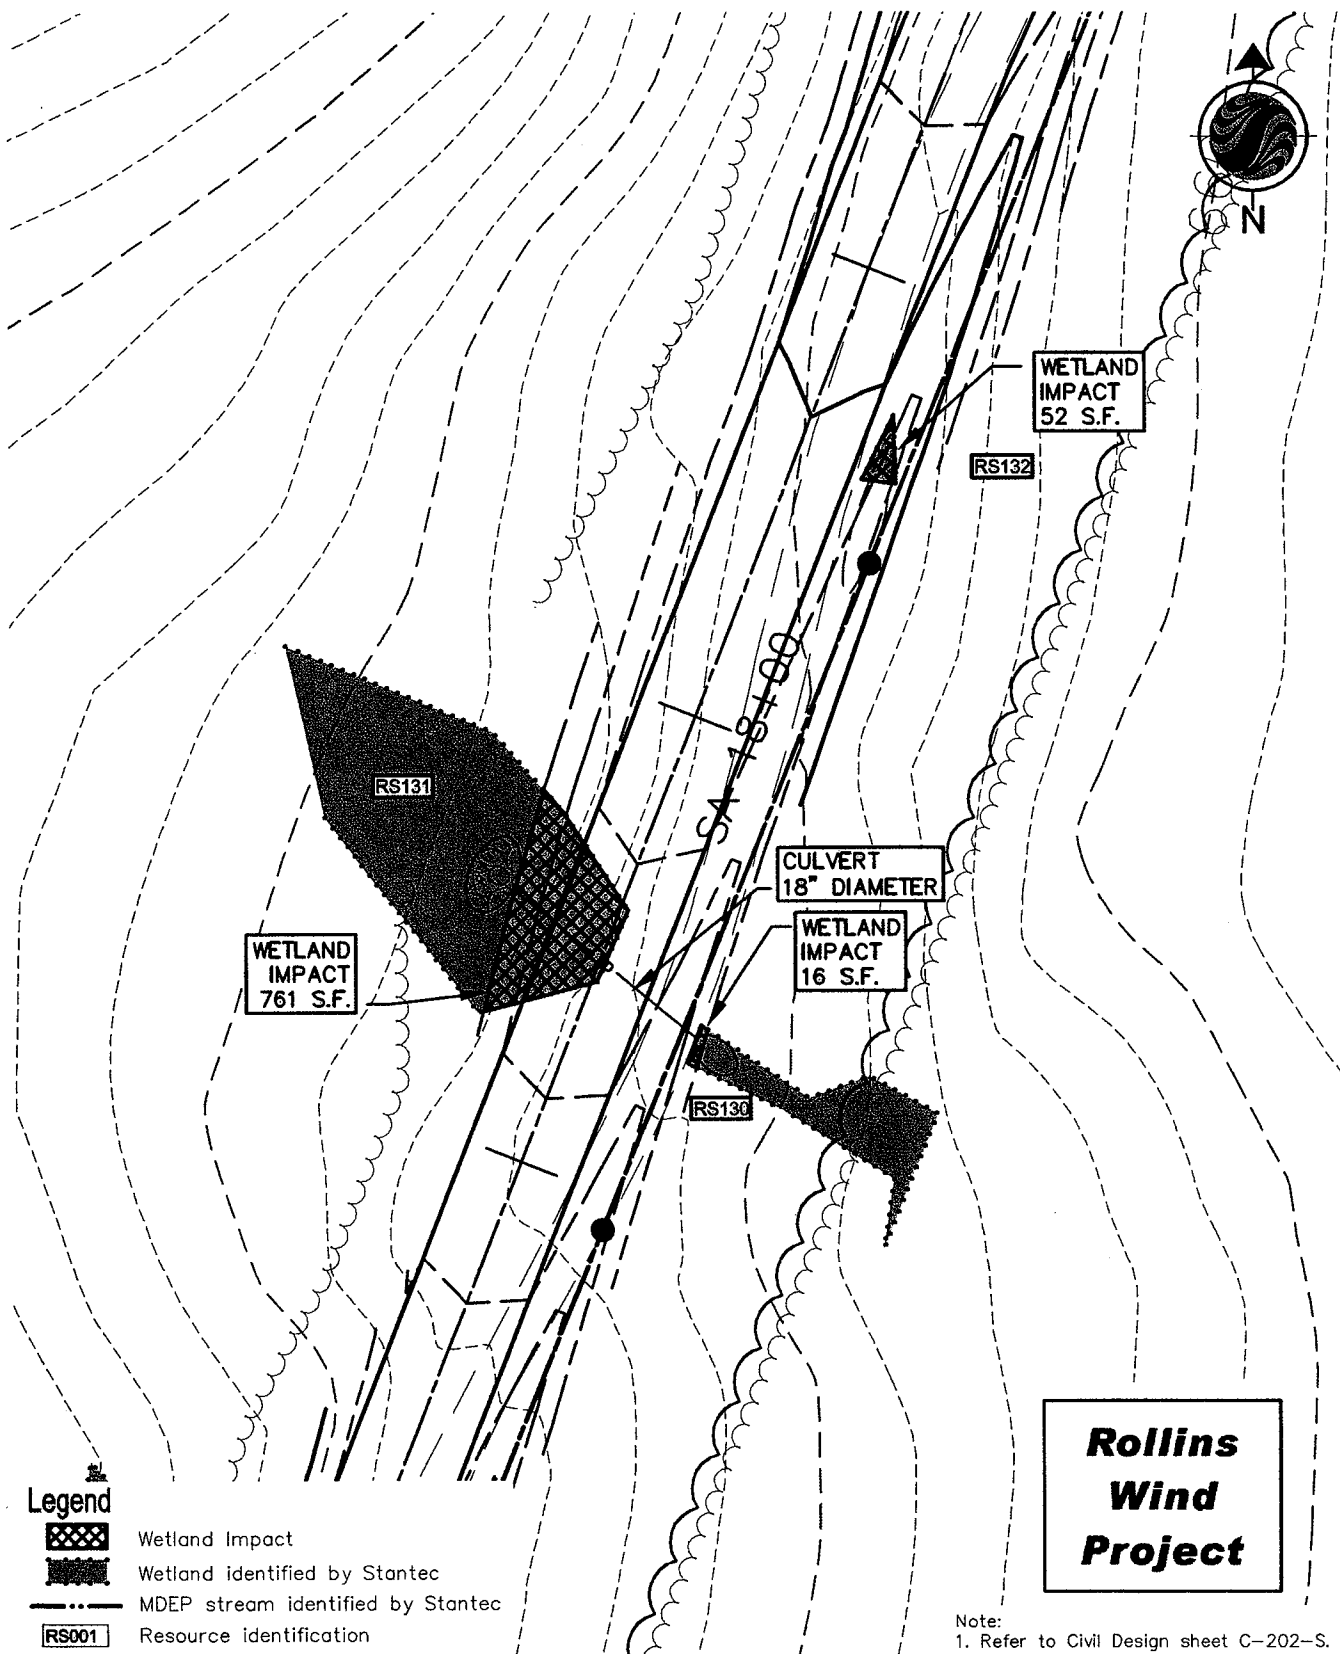 N
WETLAND
IMPACT
52 S.F.
RS132
SA 18+00
RS131
CULVERT
18" DIAMETER
WETLAND
IMPACT
16 S.F.
WETLAND
IMPACT
761 S.F.
RS130
Rollins
Wind
Project
Legend
Wetland Impact
Wetland identified by Stantec
MDEP stream identified by Stantec
RS001 Resource identification
Note:
1. Refer to Civil Design sheet C-202-S.